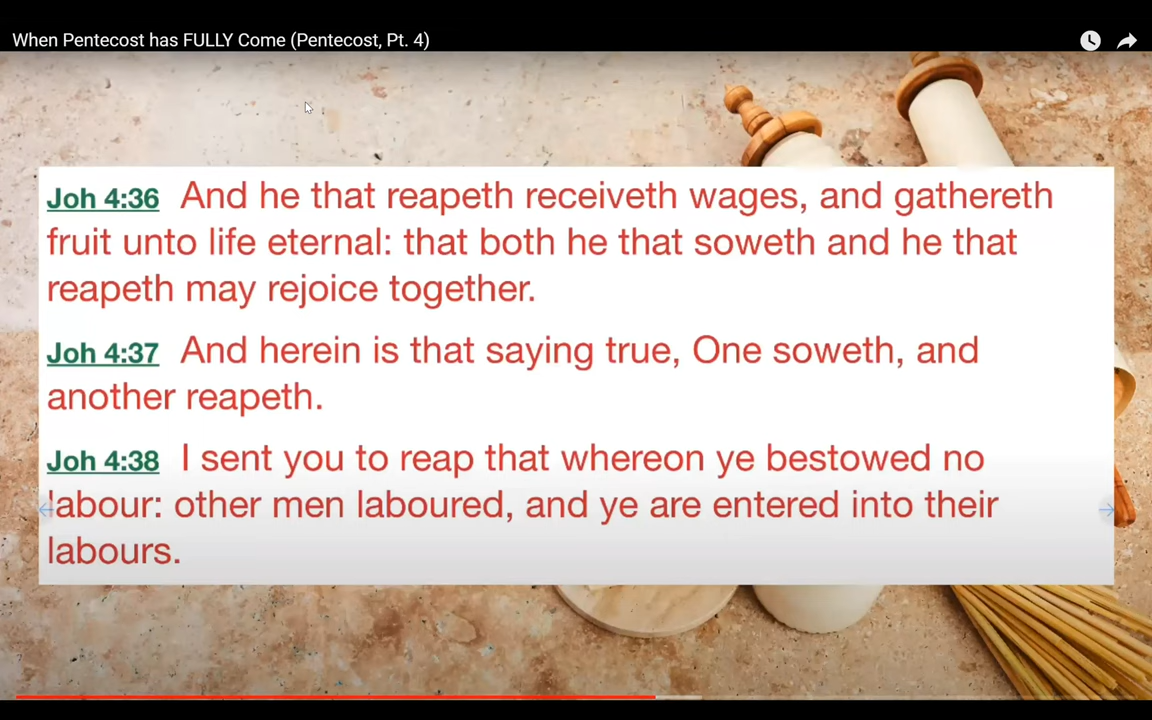 When Pentecost has FULLY Come (Pentecost, Pt. 4)
Joh 4:36 And he that reapeth receiveth wages, and gathereth
fruit unto life eternal: that both he that soweth and he that
reapeth may rejoice together.
Joh 4:37 And herein is that saying true, One soweth, and
another reapeth.
Joh 4:38 I sent you to reap that whereon ye bestowed no
labour: other men laboured, and ye are entered into their
labours.